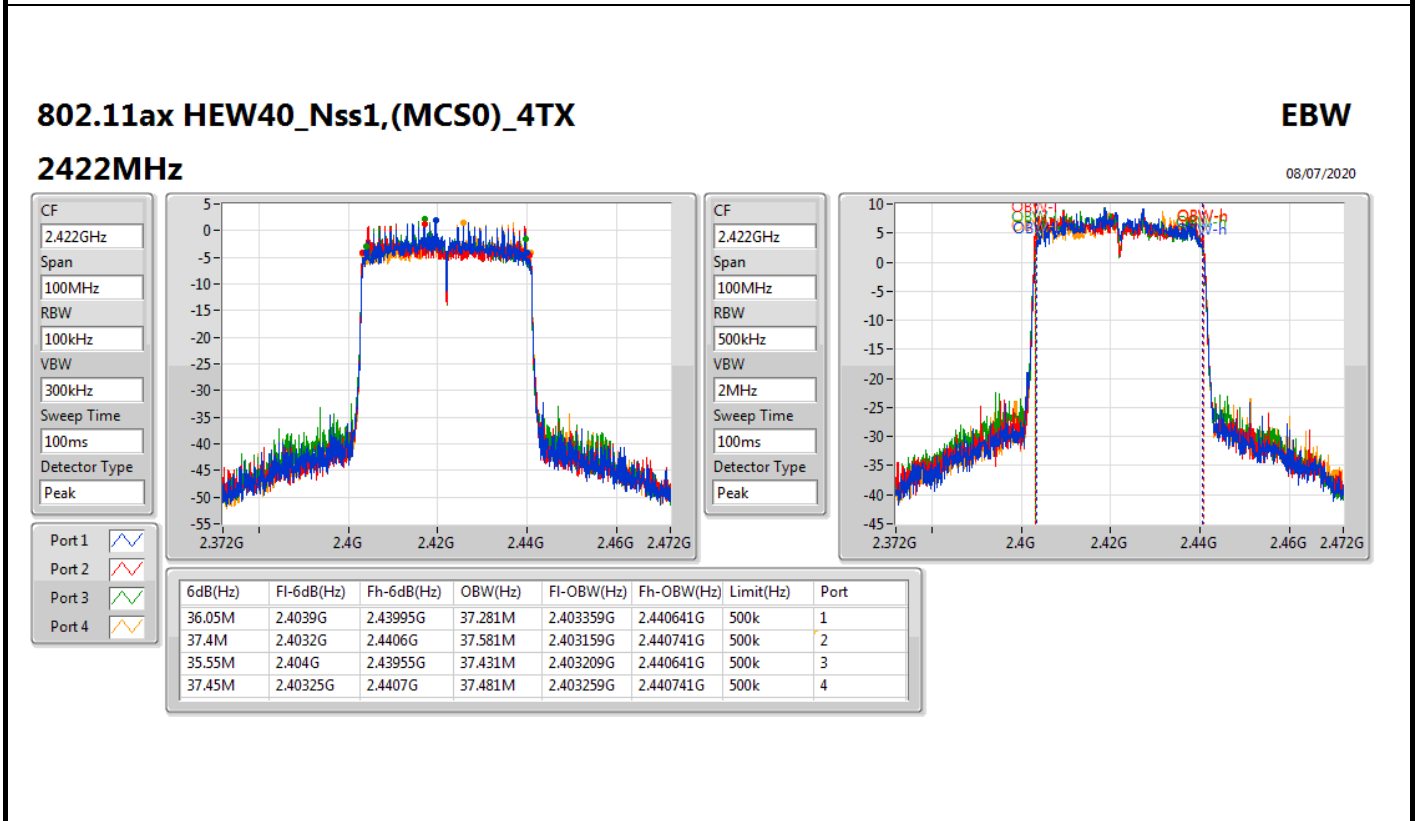 802.11ax HEW40_Nss1,(MCS0)_4TX
EBW
2422MHz
08/07/2020
CF
2.422GHz
Span
100MHz
RBW
100kHz
VBW
300kHz
Sweep Time
100ms
Detector Type
Peak
5
0
-5
-10
-15
-20
-25
-30
-35
-40
-45
-50
-55
2.372G 2.4G 2.42G 2.44G 2.46G 2.472G
CF
2.422GHz
Span
100MHz
RBW
500kHz
VBW
2MHz
Sweep Time
100ms
Detector Type
Peak
10
5
0
-5
-10
-15
-20
-25
-30
-35
-40
-45
OBW-l
OBW-h
2.372G 2.4G 2.42G 2.44G 2.46G 2.472G
Port 1
Port 2
Port 3
Port 4
6dB(Hz) Fl-6dB(Hz) Fh-6dB(Hz) OBW(Hz) Fl-OBW(Hz) Fh-OBW(Hz) Limit(Hz) Port
36.05M 2.4039G 2.43995G 37.281M 2.403359G 2.440641G 500k 1
37.4M 2.4032G 2.4406G 37.581M 2.403159G 2.440741G 500k 2
35.55M 2.404G 2.43955G 37.431M 2.403209G 2.440641G 500k 3
37.45M 2.40325G 2.4407G 37.481M 2.403259G 2.440741G 500k 4